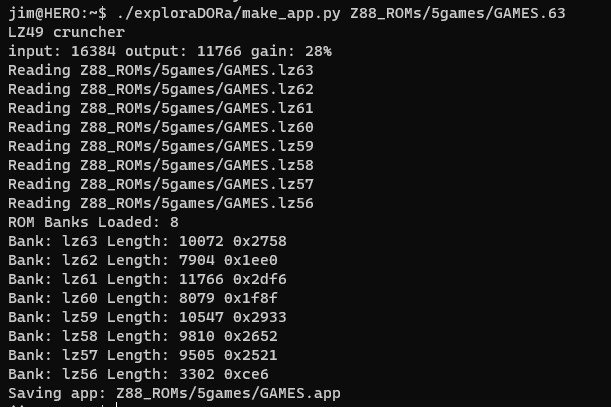 jim@HERO:~$ ./exploraDORa/make_app.py Z88_ROMs/5games/GAMES.63
LZ49 cruncher
input: 16384 output: 11766 gain: 28%
Reading Z88_ROMs/5games/GAMES.lz63
Reading Z88_ROMs/5games/GAMES.lz62
Reading Z88_ROMs/5games/GAMES.lz61
Reading Z88_ROMs/5games/GAMES.lz60
Reading Z88_ROMs/5games/GAMES.lz59
Reading Z88_ROMs/5games/GAMES.lz58
Reading Z88_ROMs/5games/GAMES.lz57
Reading Z88_ROMs/5games/GAMES.lz56
ROM Banks Loaded: 8
Bank: lz63 Length: 10072 0x2758
Bank: lz62 Length: 7904 0x1ee0
Bank: lz61 Length: 11766 0x2df6
Bank: lz60 Length: 8079 0x1f8f
Bank: lz59 Length: 10547 0x2933
Bank: lz58 Length: 9810 0x2652
Bank: lz57 Length: 9505 0x2521
Bank: lz56 Length: 3302 0xce6
Saving app: Z88_ROMs/5games/GAMES.app